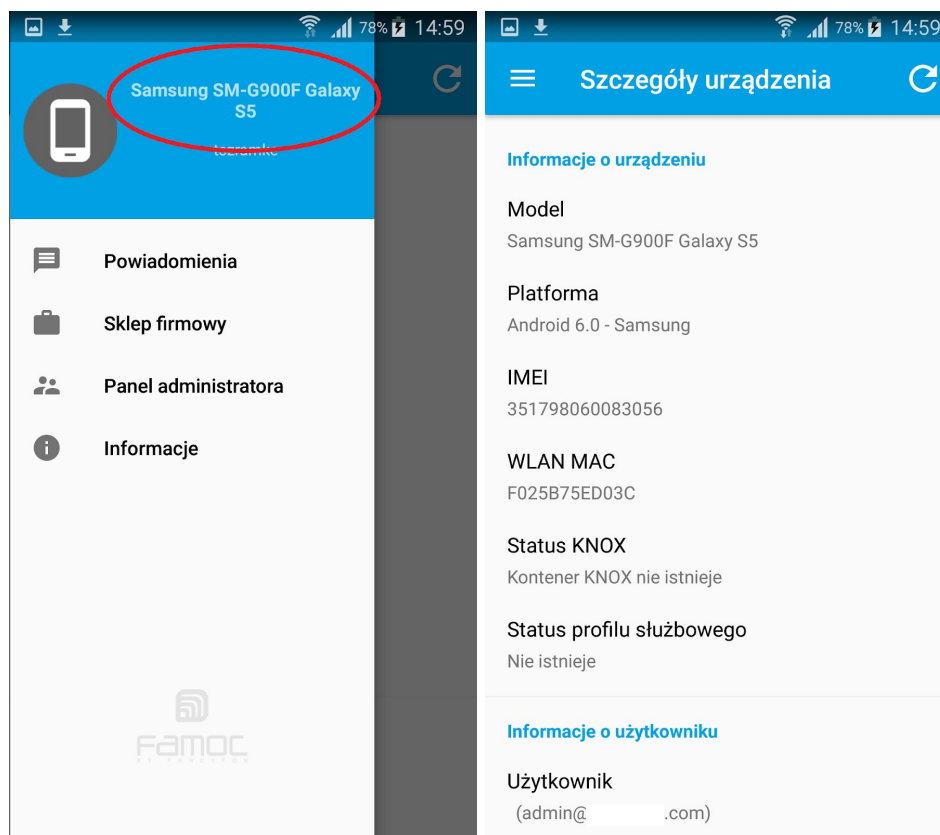 78% 14:59
Samsung SM-G900F Galaxy
S5
Powiadomienia
Sklep firmowy
Panel administratora
Informacje
Famoc
BY FANCYFON
78% 14:59
Szczegóły urządzenia
Informacje o urządzeniu
Model
Samsung SM-G900F Galaxy S5
Platforma
Android 6.0 - Samsung
IMEI
351798060083056
WLAN MAC
F025B75ED03C
Status KNOX
Kontener KNOX nie istnieje
Status profilu służbowego
Nie istnieje
Informacje o użytkowniku
Użytkownik
(admin@ .com)